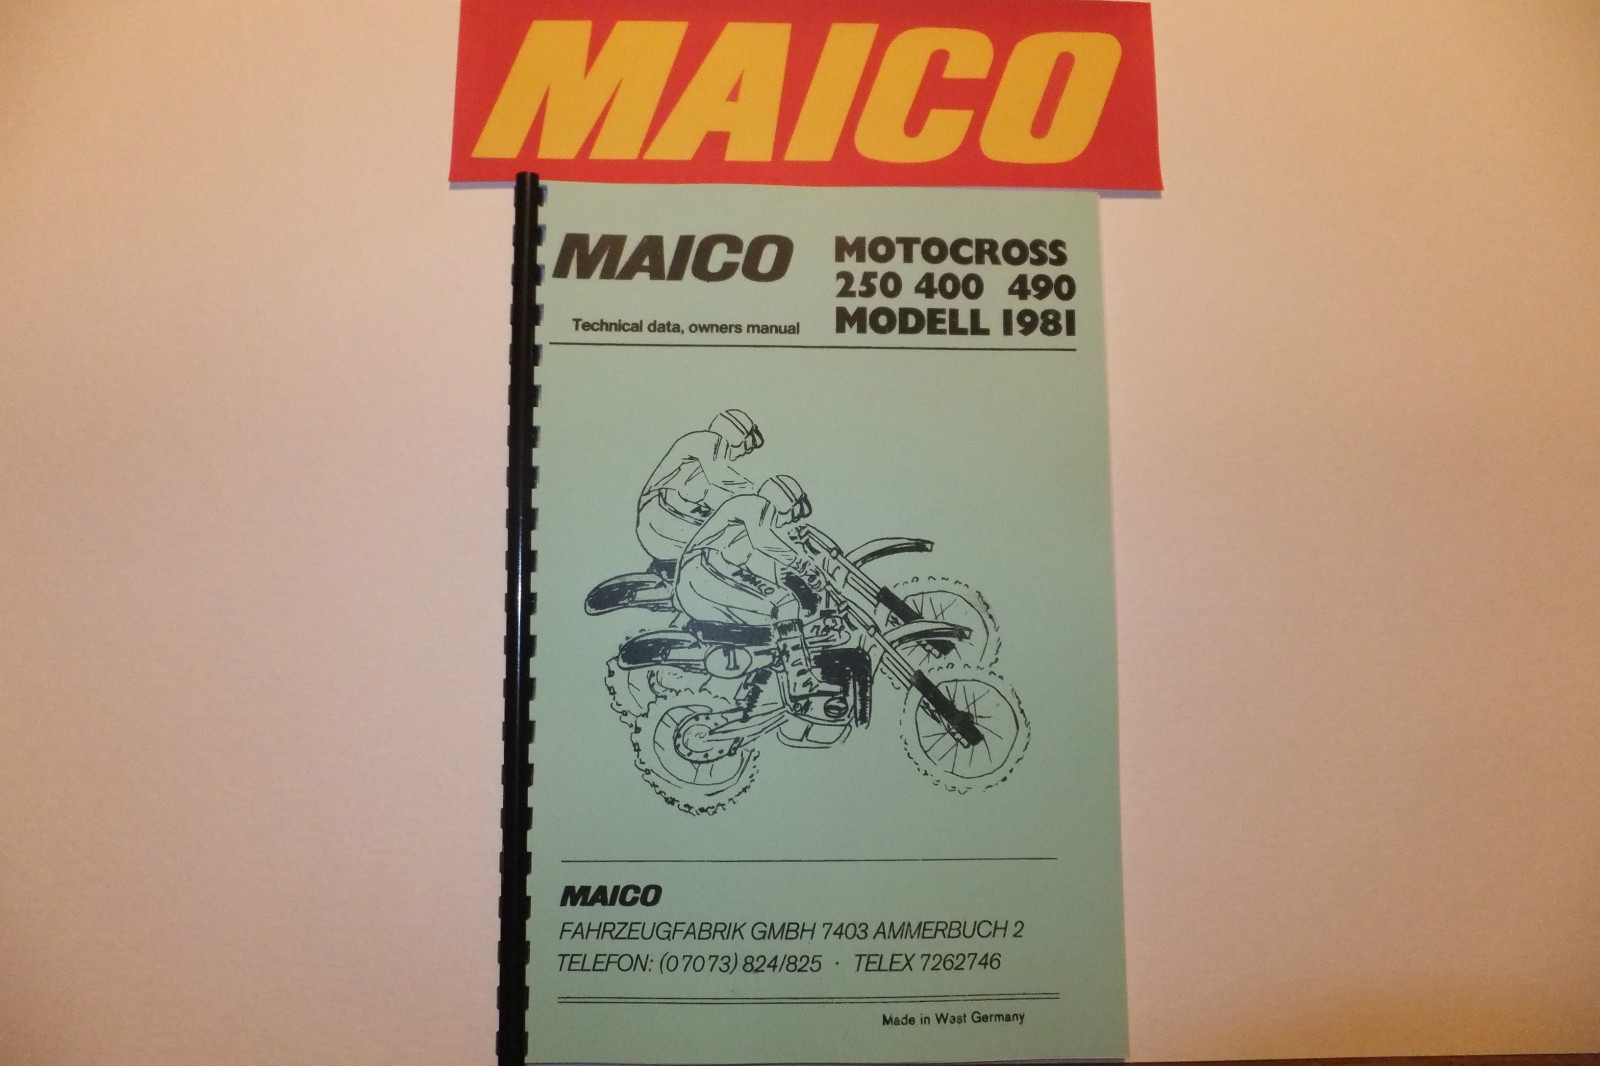 MAICO
MAICO
Technical data, owners manual
MOTOCROSS
250 400 490
MODELL 1981
MAICO
1
MAICO
FAHRZEUGFABRIK GMBH 7403 AMMERBUCH 2
TELEFON: (07073) 824/825 · TELEX 7262746
Made in West Germany